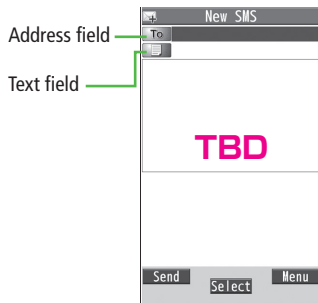 New SMS
Address field
To
Text field
TBD
Send
Select
Menu